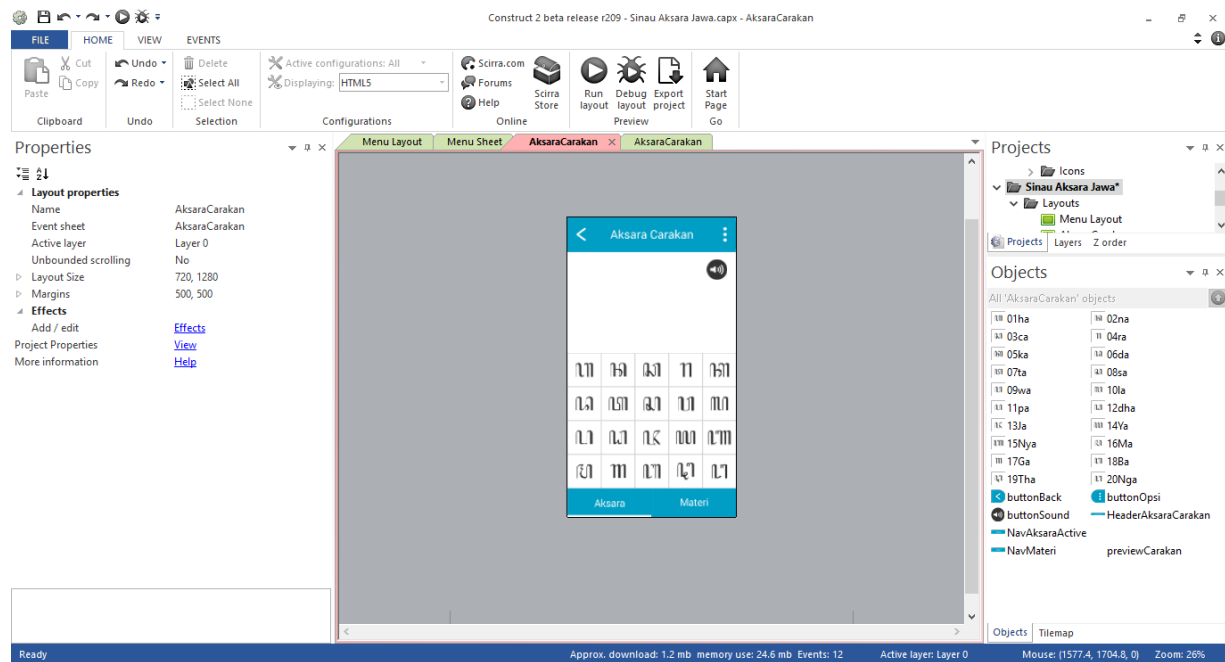 Construct 2 beta release r209 - Sinau Aksara Jawa.capx - AksaraCarakan
FILE HOME VIEW EVENTS
Paste Cut Copy
Clipboard
Undo Redo
Undo
Delete Select All Select None
Selection
Active configurations: All
Displaying: HTML5
Configurations
Scirra.com Forums Help Scirra Store
Online
Run layout Debug layout Export project
Preview
Start Page
Go
Properties
Layout properties
Name AksaraCarakan
Event sheet AksaraCarakan
Active layer Layer 0
Unbounded scrolling No
Layout Size 720, 1280
Margins 500, 500
Effects
Add / edit Effects
Project Properties View
More information Help
Menu Layout Menu Sheet AksaraCarakan AksaraCarakan
Aksara Carakan
ꦲ ꦤ ꦕ ꦫ ꦏ
ꦢ ꦠ ꦱ ꦮ ꦭ
ꦥ ꦝ ꦗ ꦪ ꦚ
ꦩ ꦒ ꦧ ꦛ ꦔ
Aksara Materi
Projects
Icons
Sinau Aksara Jawa*
Layouts
Menu Layout
Projects Layers Z order
Objects
All 'AksaraCarakan' objects
01ha 02na
03ca 04ra
05ka 06da
07ta 08sa
09wa 10la
11pa 12dha
13Ja 14Ya
15Nya 16Ma
17Ga 18Ba
19Tha 20Nga
buttonBack buttonOpsi
buttonSound HeaderAksaraCarakan
NavAksaraActive
NavMateri previewCarakan
Objects Tilemap
Ready Approx. download: 1.2 mb memory use: 24.6 mb Events: 12 Active layer: Layer 0 Mouse: (1577.4, 1704.8, 0) Zoom: 26%